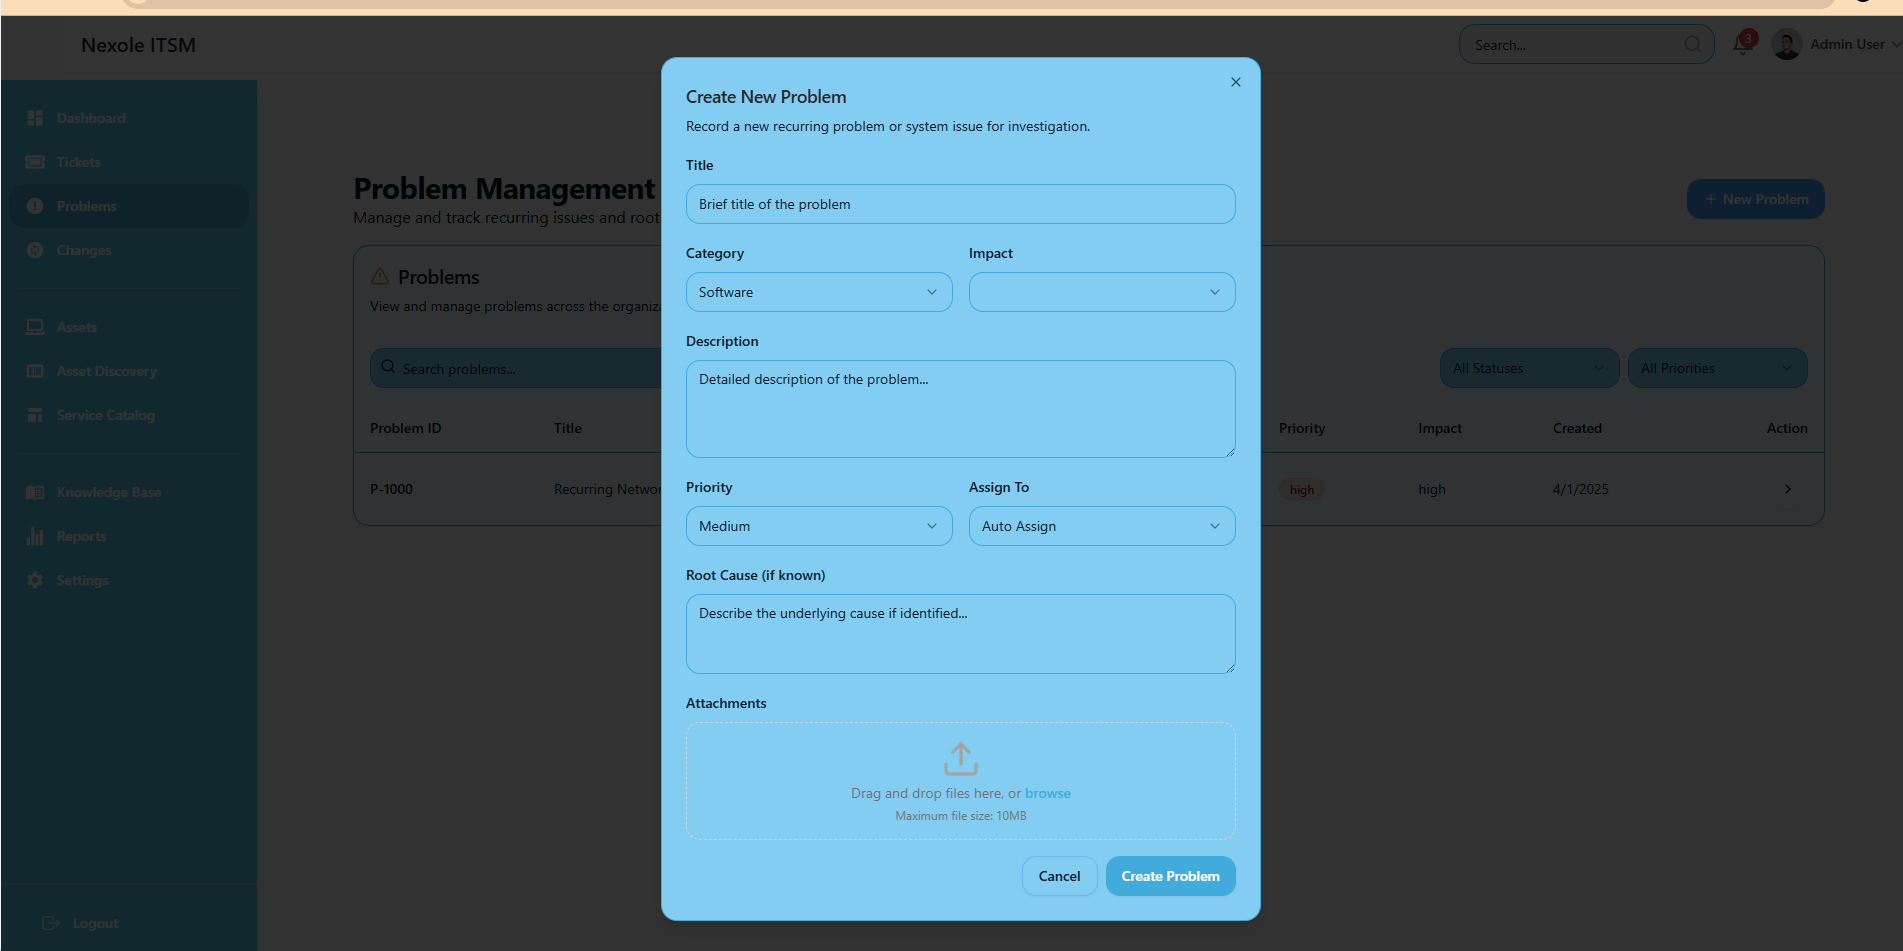 Nexole ITSM
Search...
3
Admin User
Dashboard
Tickets
Problems
Changes
Assets
Asset Discovery
Service Catalog
Knowledge Base
Reports
Settings
Logout
Problem Management
Manage and track recurring issues and root
+ New Problem
Problems
View and manage problems across the
Search problems...
All Statuses
All Priorities
Problem ID Title Priority Impact Created Action
P-1000 Recurring high high 4/1/2025
Create New Problem
Record a new recurring problem or system issue for investigation.
Title
Brief title of the problem
Category Impact
Software
Description
Detailed description of the problem...
Priority Assign To
Medium Auto Assign
Root Cause (if known)
Describe the underlying cause if identified...
Attachments
Drag and drop files here, or browse
Maximum file size: 10MB
Cancel Create Problem